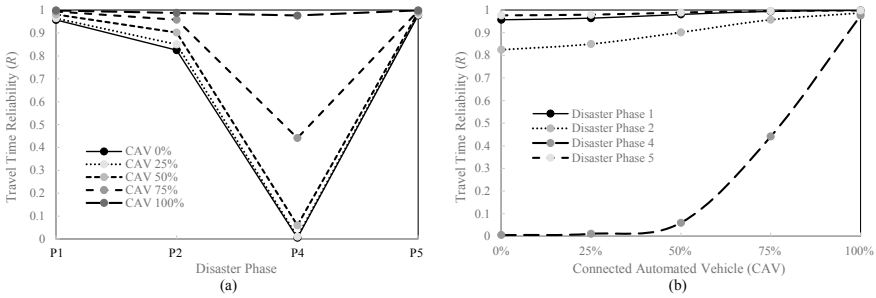 Travel Time Reliability (R)
1
0.9
0.8
0.7
0.6
0.5
0.4
0.3
0.2
0.1
0
CAV 0%
CAV 25%
CAV 50%
CAV 75%
CAV 100%
P1 P2 P4 P5
Disaster Phase
(a)
Travel Time Reliability (R)
1
0.9
0.8
0.7
0.6
0.5
0.4
0.3
0.2
0.1
0
Disaster Phase 1
Disaster Phase 2
Disaster Phase 4
Disaster Phase 5
0% 25% 50% 75% 100%
Connected Automated Vehicle (CAV)
(b)